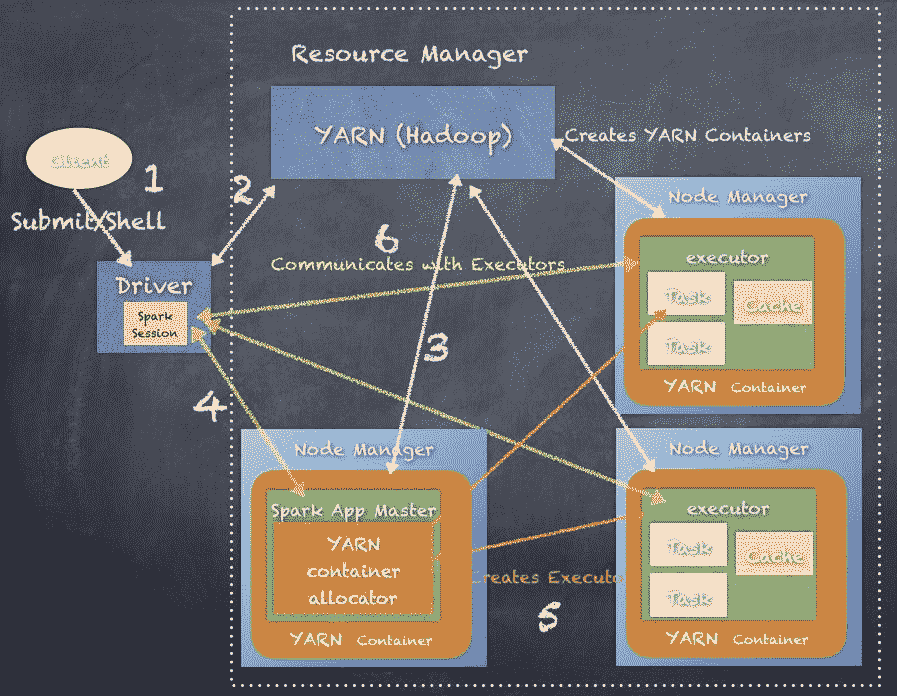 Resource Manager
YARN (Hadoop)
Creates YARN Containers
Client
1
Submit/Shell
2
Driver
Spark
Session
6
Communicates with Executors
3
4
Node Manager
executor
Task
Cache
Task
YARN Container
Node Manager
Spark App Master
YARN
container
allocator
YARN Container
Creates Executo
5
Node Manager
executor
Task
Cache
Task
YARN Container